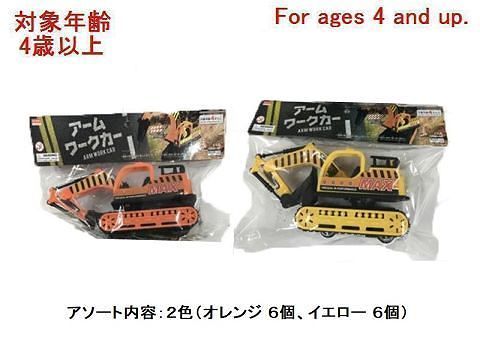 対象年齢
4歳以上
For ages 4 and up.
アーム
ワークカー
ARM WORK CAR
MAX
アーム
ワークカー
ARM WORK CAR
MAX
アソート内容：２色（オレンジ ６個、イエロー ６個）